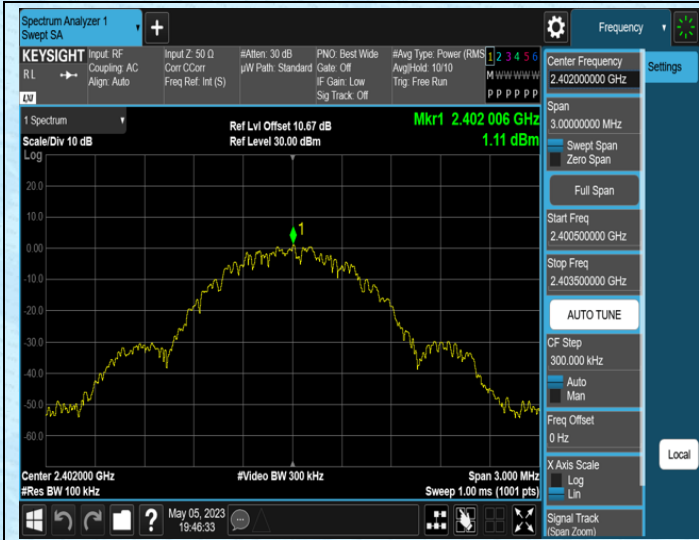 Spectrum Analyzer 1
Swept SA
+
Frequency
KEYSIGHT
RL
LXI
Input: RF
Coupling: AC
Align: Auto
Input Z: 50 Ω
Corr CCorr
Freq Ref: Int (S)
#Atten: 30 dB
µW Path: Standard
PNO: Best Wide
Gate: Off
IF Gain: Low
Sig Track: Off
#Avg Type: Power (RMS
Avg|Hold: 10/10
Trig: Free Run
1 2 3 4 5 6
M W W W W W
P P P P P P
1 Spectrum
Scale/Div 10 dB
Log
Ref Lvl Offset 10.67 dB
Ref Level 30.00 dBm
Mkr1 2.402 006 GHz
1.11 dBm
1
20.0
10.0
0.00
-10.0
-20.0
-30.0
-40.0
-50.0
-60.0
Center 2.402000 GHz
#Res BW 100 kHz
#Video BW 300 kHz
Span 3.000 MHz
Sweep 1.00 ms (1001 pts)
?
May 05, 2023
19:46:33
Center Frequency
2.402000000 GHz
Span
3.00000000 MHz
Swept Span
Zero Span
Full Span
Start Freq
2.400500000 GHz
Stop Freq
2.403500000 GHz
AUTO TUNE
CF Step
300.000 kHz
Auto
Man
Freq Offset
0 Hz
X Axis Scale
Log
Lin
Signal Track
(Span Zoom)
Settings
Local